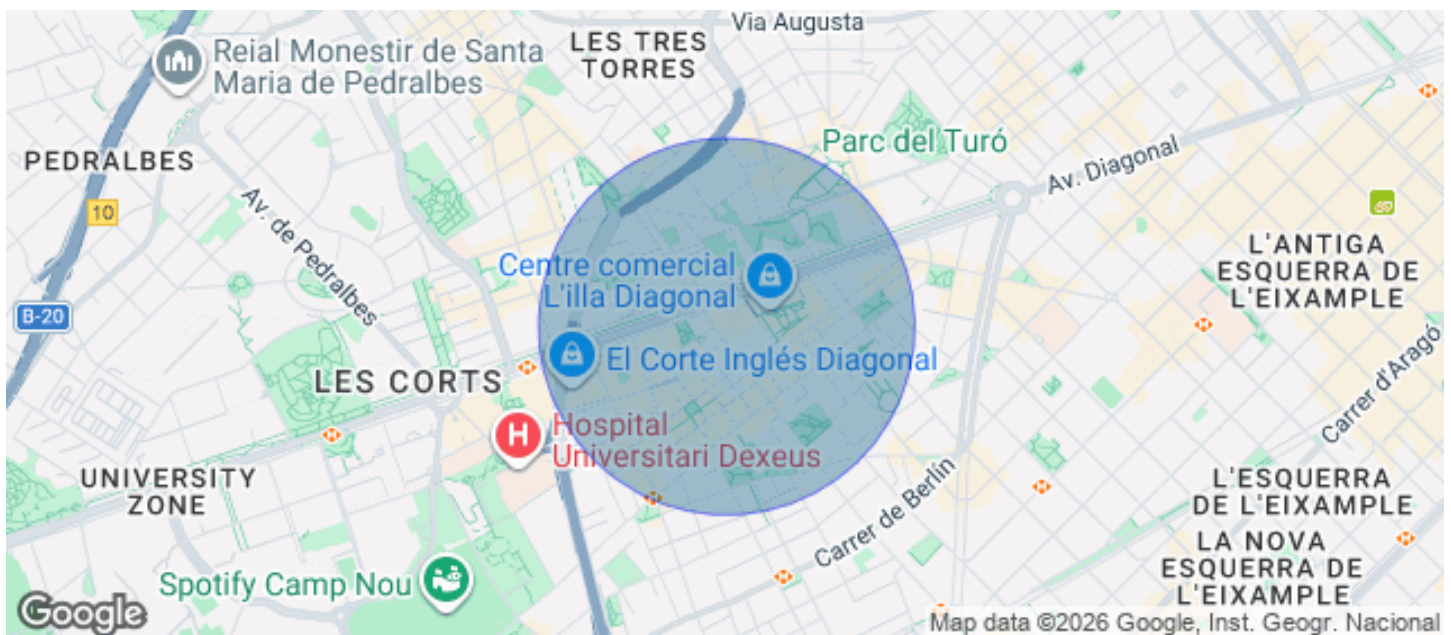 Via Augusta
Reial Monestir de Santa
Maria de Pedralbes
LES TRES
TORRES
Parc del Turó
PEDRALBES
Av. Diagonal
10
Av. de Pedralbes
L'ANTIGA
ESQUERRA DE
L'EIXAMPLE
Centre comercial
L'illa Diagonal
B-20
El Corte Inglés Diagonal
LES CORTS
Carrer d'Aragó
H
Hospital
Universitari Dexeus
UNIVERSITY
ZONE
L'ESQUERRA
DE L'EIXAMPLE
Carrer de Berlín
LA NOVA
ESQUERRA DE
L'EIXAMPLE
Spotify Camp Nou
Google
Map data ©2026 Google, Inst. Geogr. Nacional